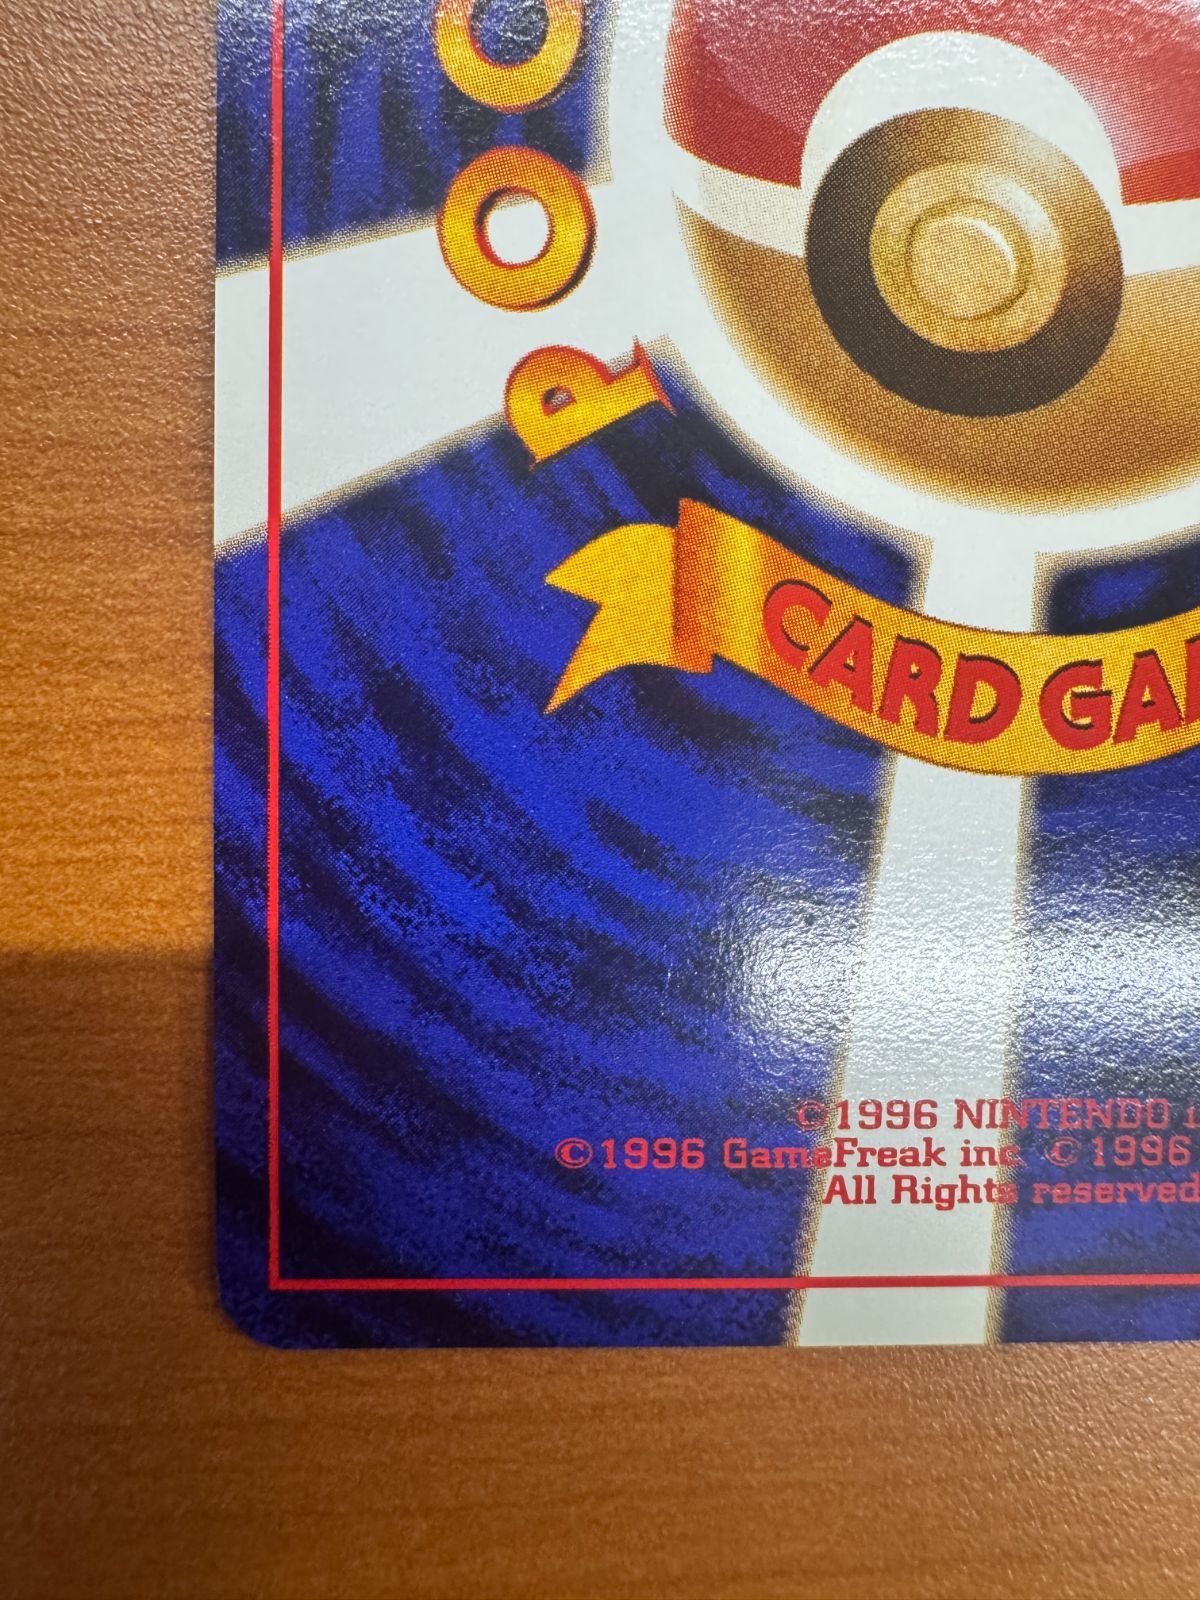 P
O
O
CARD GA
©1996 NINTENDO
©1996 GameFreak inc. ©1996
All Rights reserved